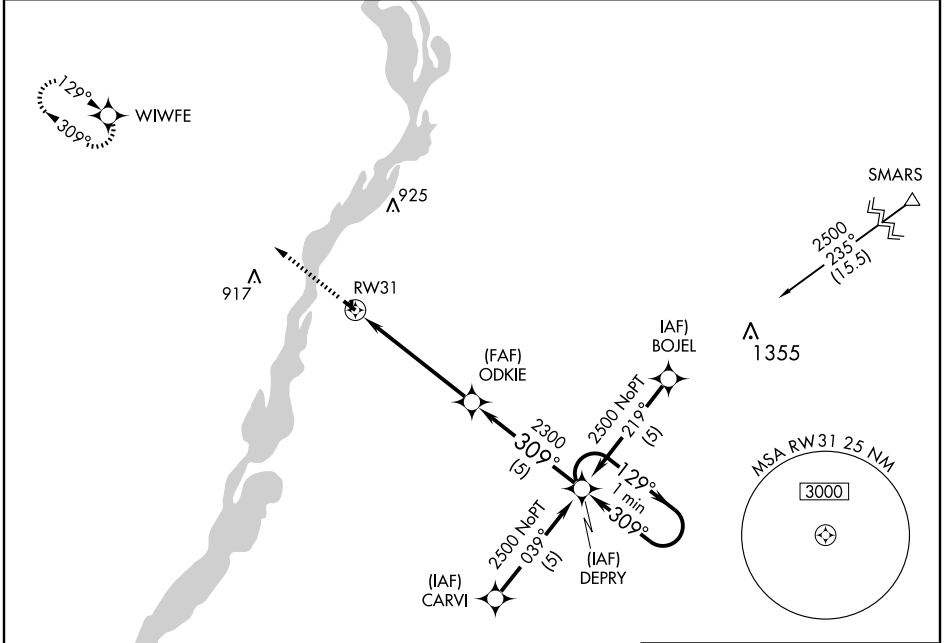 129°
309°
WIWFE
925
917
RW31
SMARS
2500
235°
(15.5)
1355
IAF)
BOJEL
(FAF)
ODKIE
2500 NoPT
219°
(5)
2300
309°
(5)
129°
1 min
309°
2500 NoPT
039°
(5)
(IAF)
DEPRY
(IAF)
CARVI
MSA RW31 25 NM
3000